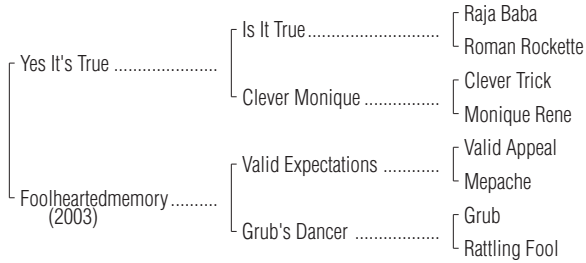 Raja Baba
Is It True
Roman Rockette
Yes It's True
Clever Trick
Clever Monique
Monique Rene
Valid Appeal
Valid Expectations
Mepache
Foolheartedmemory
(2003)
Grub
Grub's Dancer
Rattling Fool